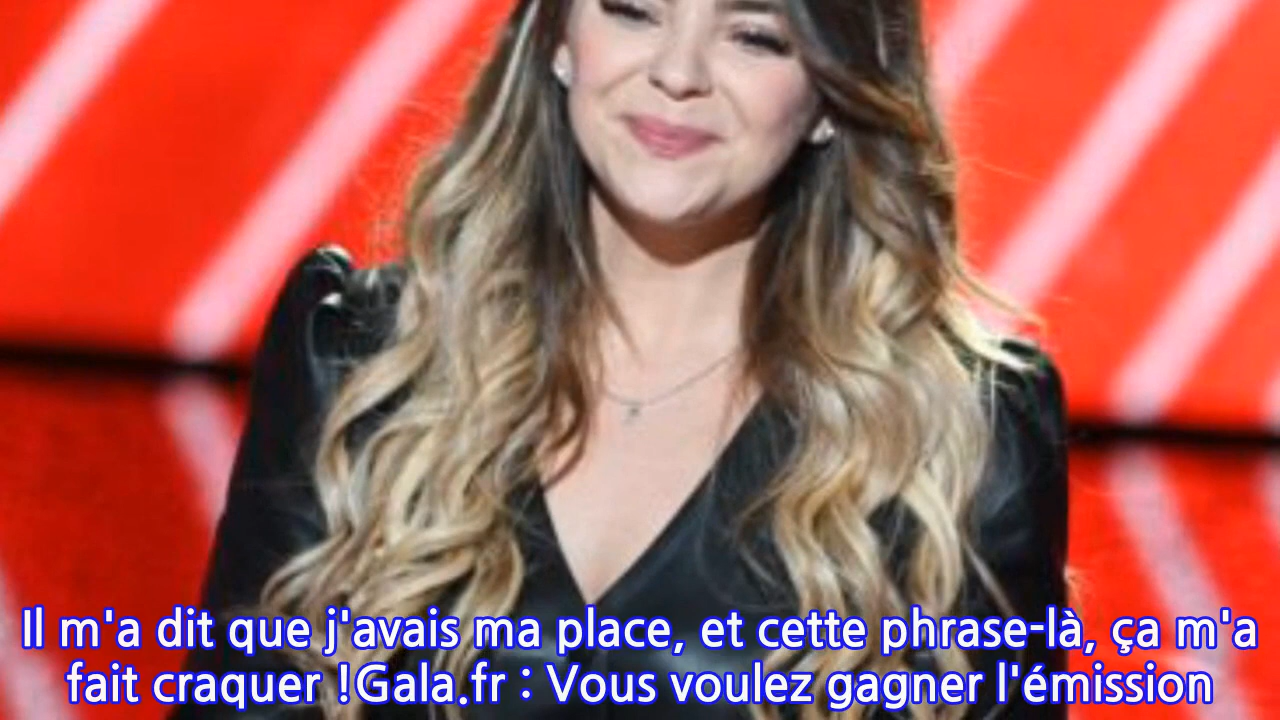 Il m'a dit que j'avais ma place, et cette phrase-là, ça m'a
fait craquer !Gala.fr : Vous voulez gagner l'émission